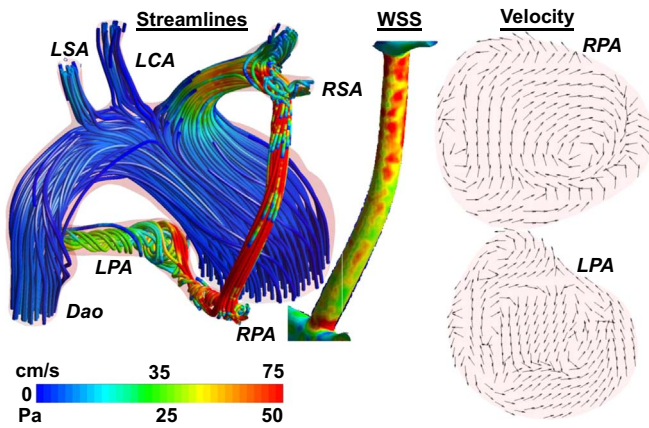 Streamlines
WSS
Velocity
RPA
LSA
LCA
RSA
LPA
LPA
Dao
RPA
cm/s
35
75
0
Pa
25
50